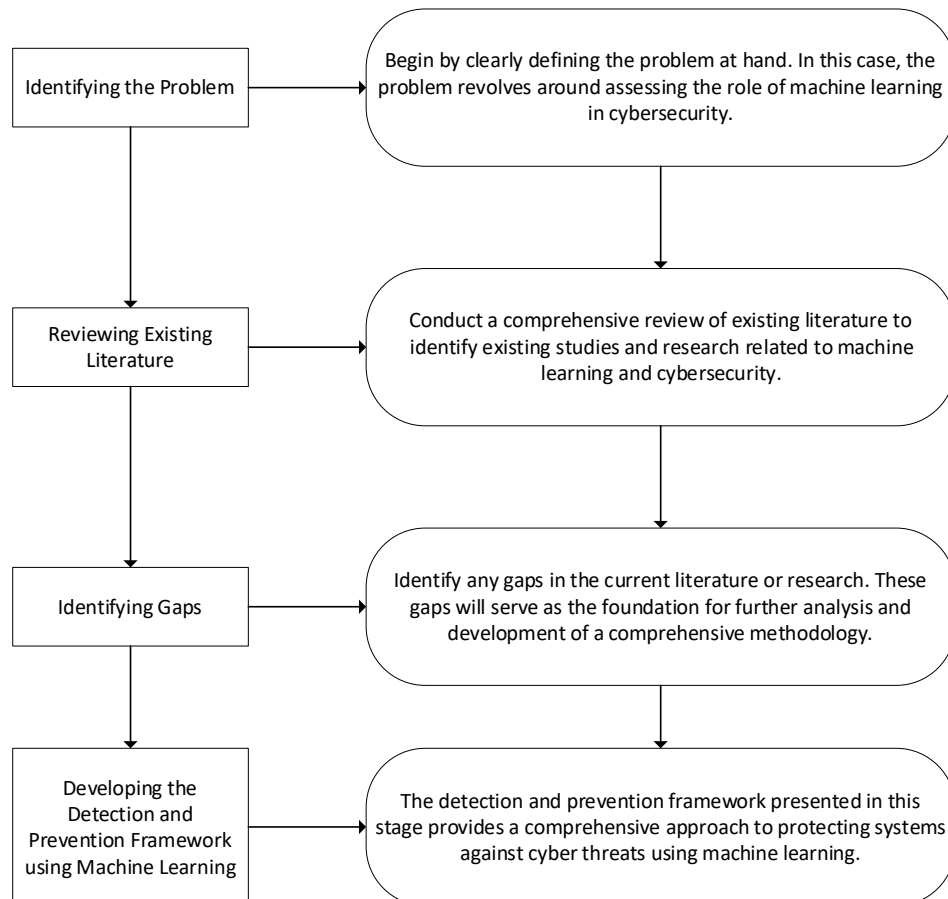 Identifying the Problem
Begin by clearly defining the problem at hand. In this case, the
problem revolves around assessing the role of machine learning
in cybersecurity.
Reviewing Existing
Literature
Conduct a comprehensive review of existing literature to
identify existing studies and research related to machine
learning and cybersecurity.
Identifying Gaps
Identify any gaps in the current literature or research. These
gaps will serve as the foundation for further analysis and
development of a comprehensive methodology.
Developing the
Detection and
Prevention Framework
using Machine Learning
The detection and prevention framework presented in this
stage provides a comprehensive approach to protecting systems
against cyber threats using machine learning.